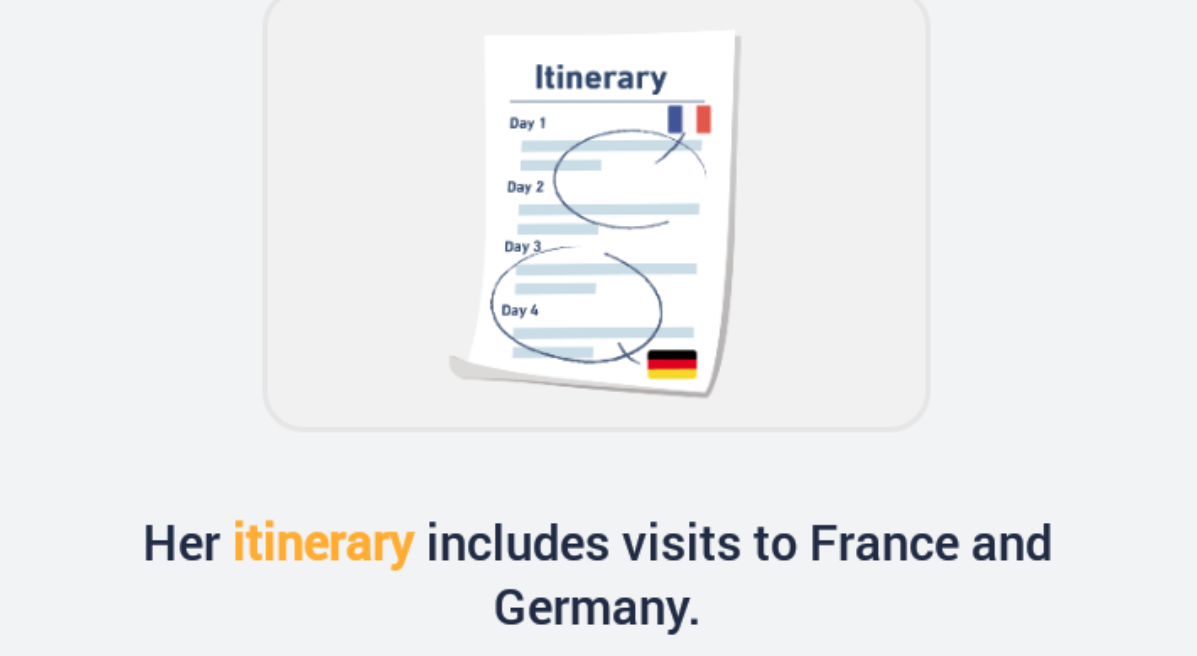 Itinerary
Day 1
Day 2
Day 3
Day 4
Her itinerary includes visits to France and
Germany.